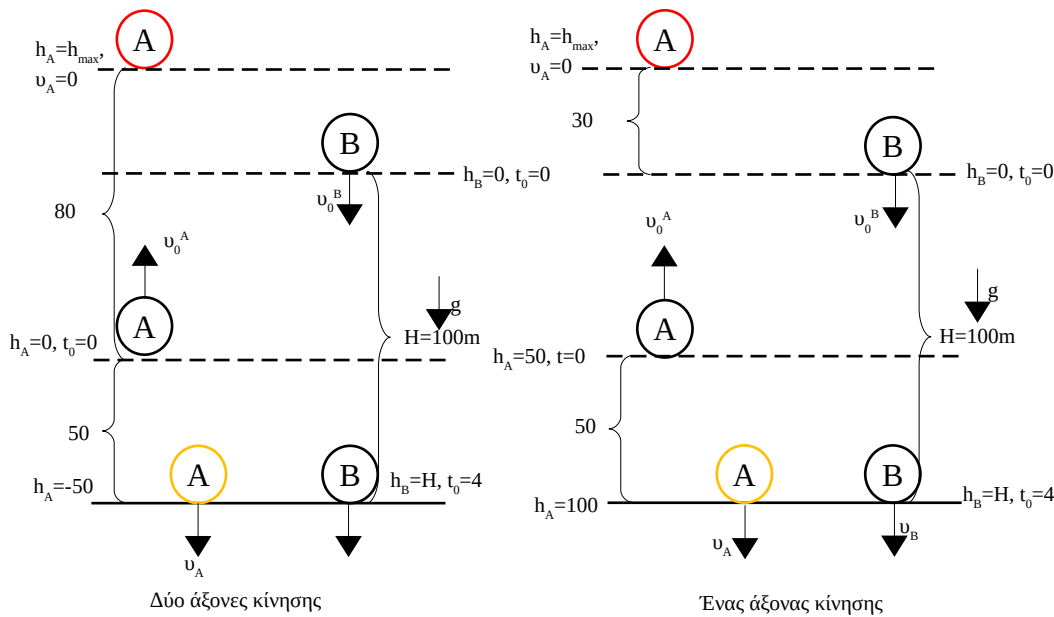 h_A=h_max,
υ_A=0
A
B
h_B=0, t_0=0
υ_0^B
80
υ_0^A
A
g
H=100m
h_A=0, t_0=0
50
h_A=-50
A
B
h_B=H, t_0=4
υ_A
Δύο άξονες κίνησης
h_A=h_max,
υ_A=0
A
30
B
h_B=0, t_0=0
υ_0^A
υ_0^B
A
g
H=100m
h_A=50, t=0
50
A
B
h_B=H, t_0=4
h_A=100
υ_A
υ_B
Ένας άξονας κίνησης